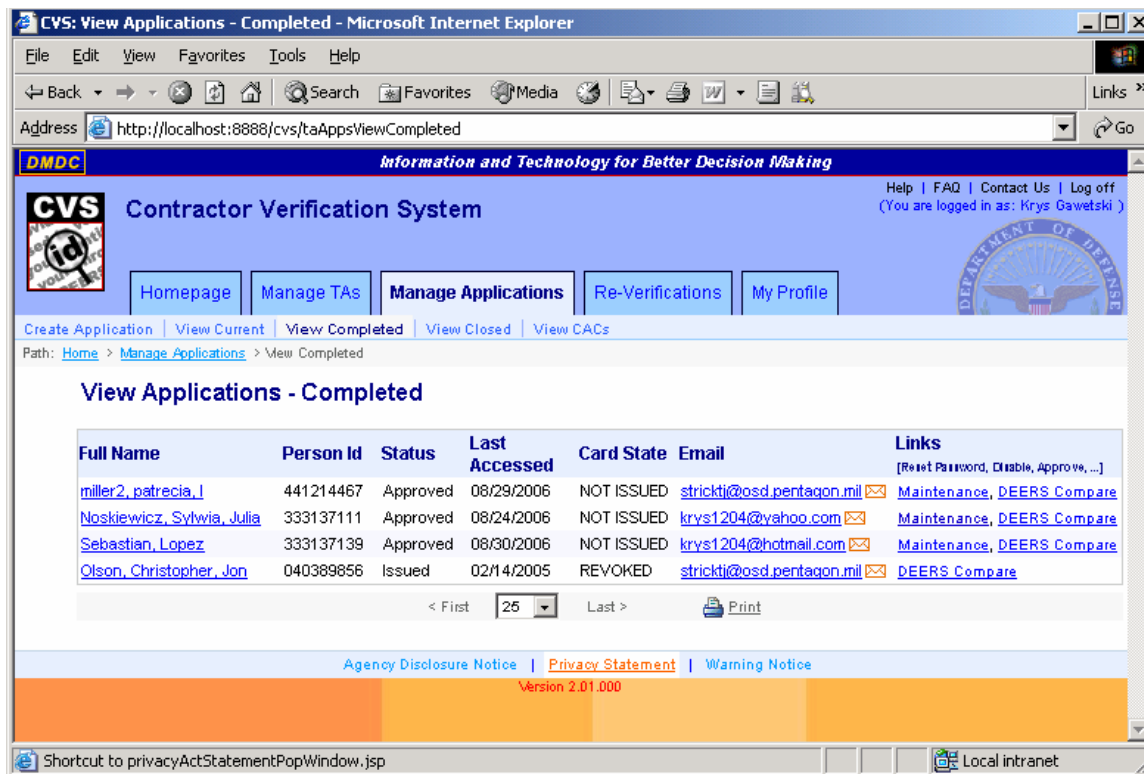 CVS: View Applications - Completed - Microsoft Internet Explorer
File Edit View Favorites Tools Help
Back Search Favorites Media Links »
Address http://localhost:8888/cvs/taAppsViewCompleted Go
DMDC Information and Technology for Better Decision Making
Help | FAQ | Contact Us | Log off
(You are logged in as: Krys Gawetski )
CVS Contractor Verification System
id
DEPARTMENT OF DEFENSE
Homepage Manage TAs Manage Applications Re-Verifications My Profile
Create Application | View Current | View Completed | View Closed | View CACs
Path: Home > Manage Applications > View Completed
View Applications - Completed
Full Name Person Id Status Last Accessed Card State Email Links
[Reset Password, Disable, Approve, ...]
miller2, patrecia, l 441214467 Approved 08/29/2006 NOT ISSUED stricktj@osd.pentagon.mil Maintenance, DEERS Compare
Noskiewicz, Sylwia, Julia 333137111 Approved 08/24/2006 NOT ISSUED krys1204@yahoo.com Maintenance, DEERS Compare
Sebastian, Lopez 333137139 Approved 08/30/2006 NOT ISSUED krys1204@hotmail.com Maintenance, DEERS Compare
Olson, Christopher, Jon 040389856 Issued 02/14/2005 REVOKED stricktj@osd.pentagon.mil DEERS Compare
< First 25 Last > Print
Agency Disclosure Notice | Privacy Statement | Warning Notice
Version 2.01.000
Shortcut to privacyActStatementPopWindow.jsp Local intranet